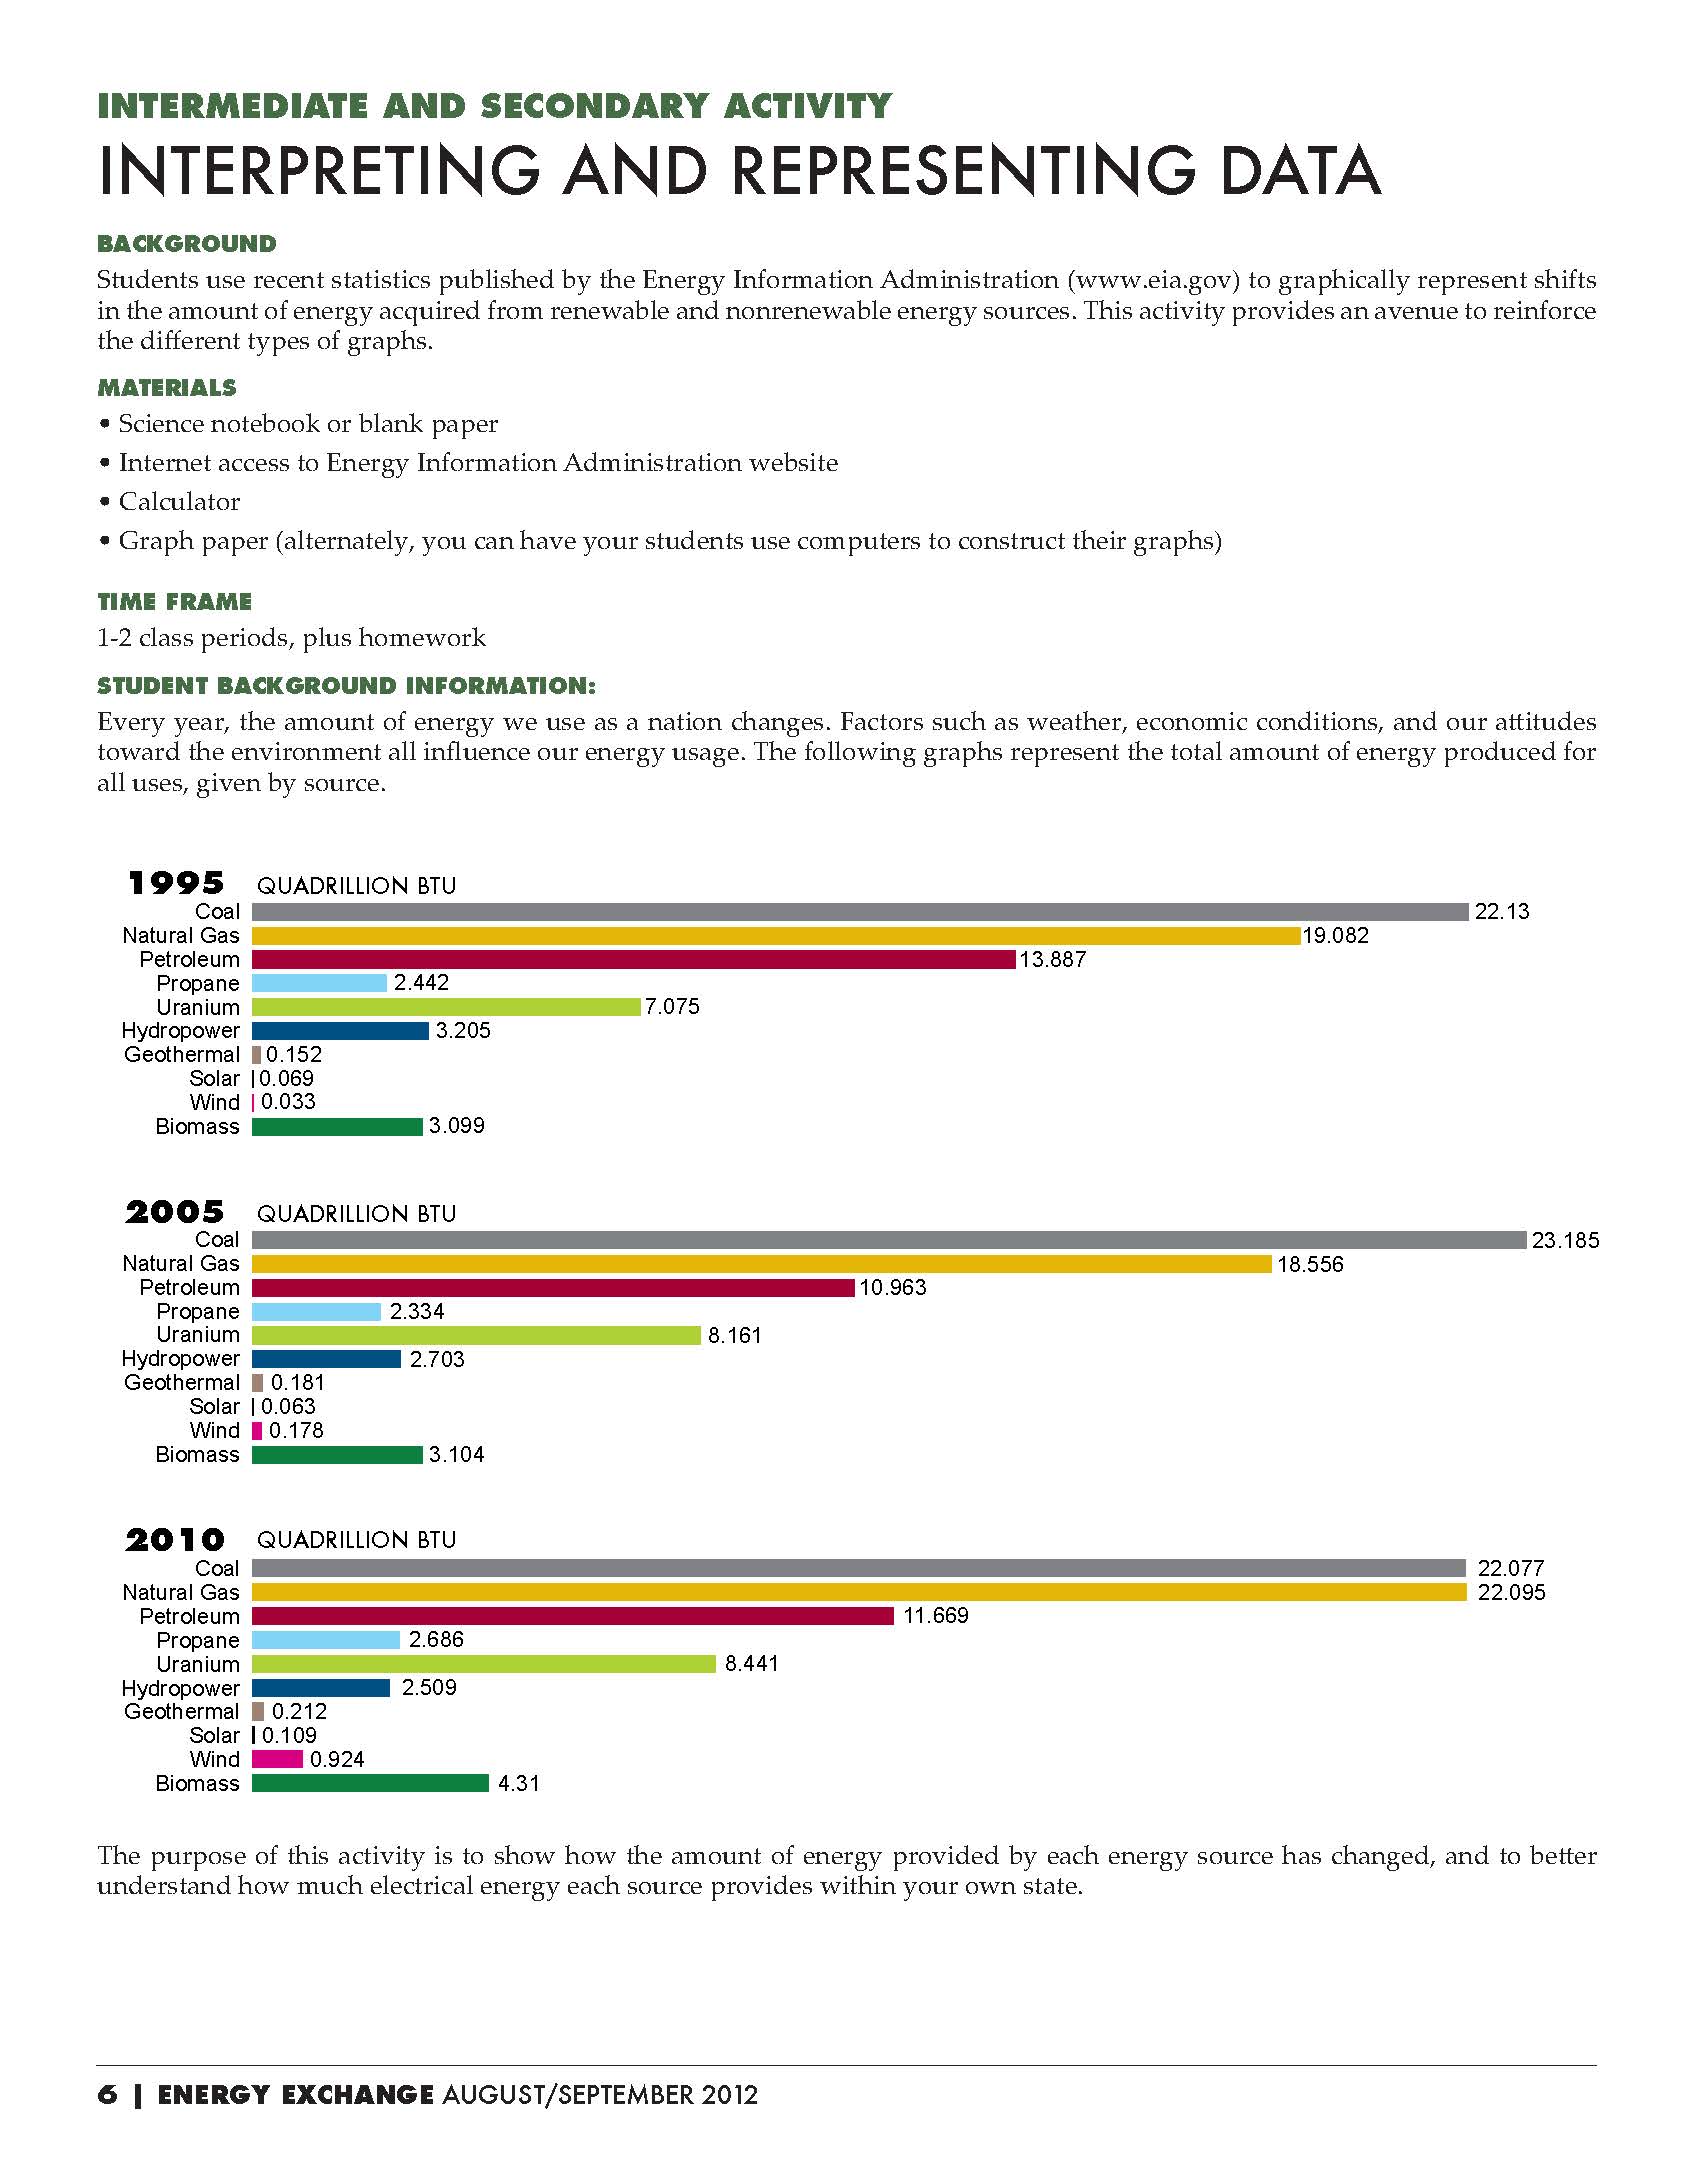 INTERMEDIATE AND SECONDARY ACTIVITY
INTERPRETING AND REPRESENTING DATA
BACKGROUND
Students use recent statistics published by the Energy Information Administration (www.eia.gov) to graphically represent shifts
in the amount of energy acquired from renewable and nonrenewable energy sources. This activity provides an avenue to reinforce
the different types of graphs.
MATERIALS
• Science notebook or blank paper
• Internet access to Energy Information Administration website
• Calculator
• Graph paper (alternately, you can have your students use computers to construct their graphs)
TIME FRAME
1-2 class periods, plus homework
STUDENT BACKGROUND INFORMATION:
Every year, the amount of energy we use as a nation changes. Factors such as weather, economic conditions, and our attitudes
toward the environment all influence our energy usage. The following graphs represent the total amount of energy produced for
all uses, given by source.
1995 QUADRILLION BTU
Coal 22.13
Natural Gas 19.082
Petroleum 13.887
Propane 2.442
Uranium 7.075
Hydropower 3.205
Geothermal 0.152
Solar 0.069
Wind 0.033
Biomass 3.099
2005 QUADRILLION BTU
Coal 23.185
Natural Gas 18.556
Petroleum 10.963
Propane 2.334
Uranium 8.161
Hydropower 2.703
Geothermal 0.181
Solar 0.063
Wind 0.178
Biomass 3.104
2010 QUADRILLION BTU
Coal 22.077
Natural Gas 22.095
Petroleum 11.669
Propane 2.686
Uranium 8.441
Hydropower 2.509
Geothermal 0.212
Solar 0.109
Wind 0.924
Biomass 4.31
The purpose of this activity is to show how the amount of energy provided by each energy source has changed, and to better
understand how much electrical energy each source provides within your own state.
6 | ENERGY EXCHANGE AUGUST/SEPTEMBER 2012